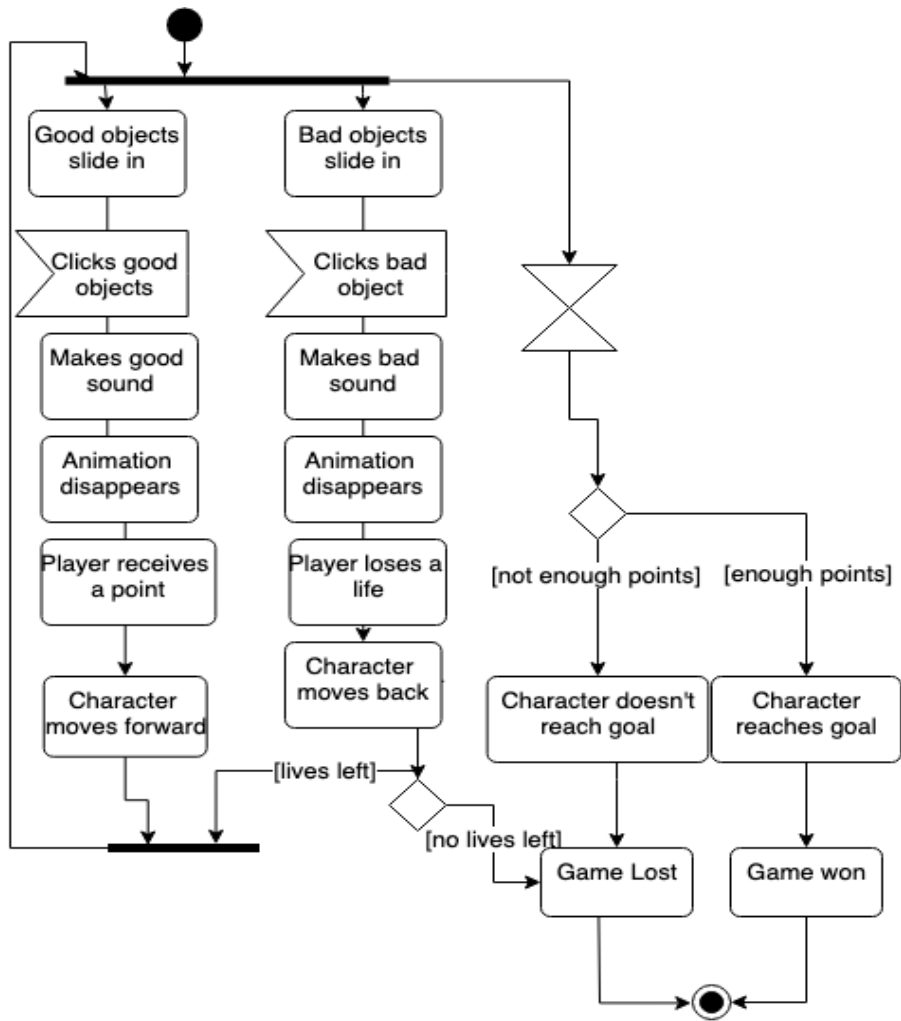 Good objects
slide in
Bad objects
slide in
Clicks good
objects
Clicks bad
object
Makes good
sound
Makes bad
sound
Animation
disappears
Animation
disappears
Player receives
a point
Player loses a
life
[not enough points]
[enough points]
Character
moves forward
Character
moves back
Character doesn't
reach goal
Character
reaches goal
[lives left]
[no lives left]
Game Lost
Game won